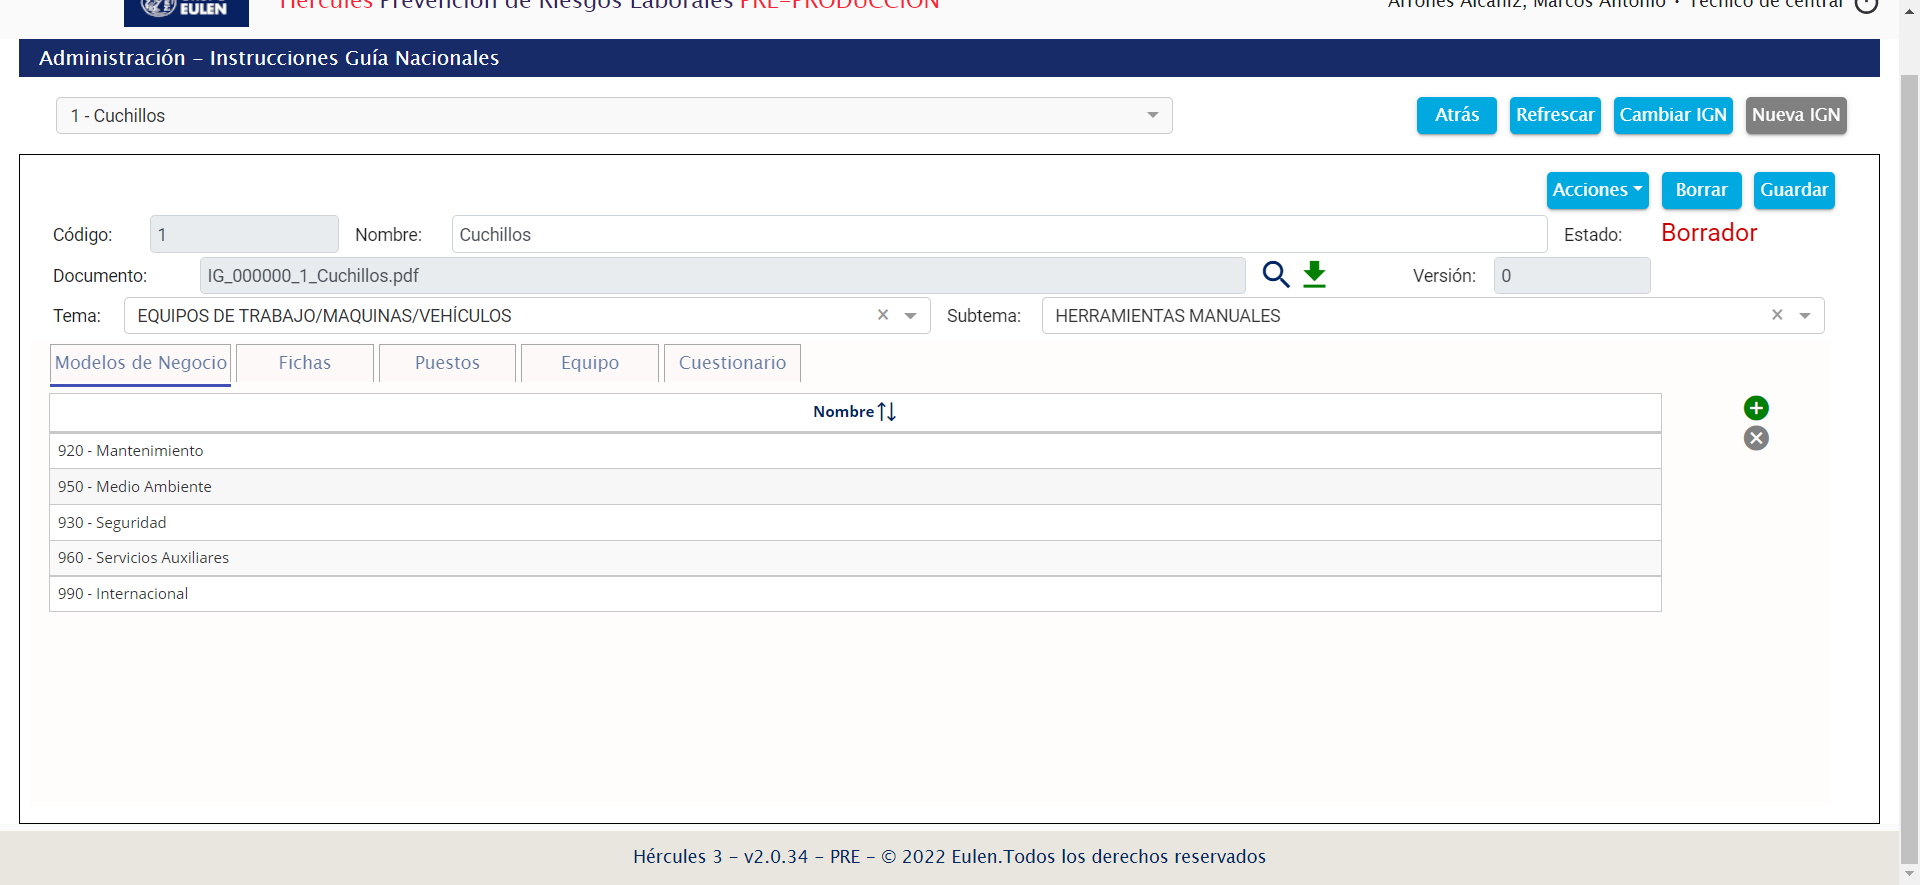 EULEN
Hércules Prevención de Riesgos Laborales PRE-PRODUCCIÓN
Arrones Alcañiz, Marcos Antonio · Técnico de central
Administración – Instrucciones Guía Nacionales
1 - Cuchillos
Atrás Refrescar Cambiar IGN Nueva IGN
Acciones Borrar Guardar
Código: 1 Nombre: Cuchillos Estado: Borrador
Documento: IG_000000_1_Cuchillos.pdf Versión: 0
Tema: EQUIPOS DE TRABAJO/MAQUINAS/VEHÍCULOS × Subtema: HERRAMIENTAS MANUALES ×
Modelos de Negocio Fichas Puestos Equipo Cuestionario
Nombre
920 - Mantenimiento
950 - Medio Ambiente
930 - Seguridad
960 - Servicios Auxiliares
990 - Internacional
Hércules 3 – v2.0.34 – PRE – © 2022 Eulen.Todos los derechos reservados